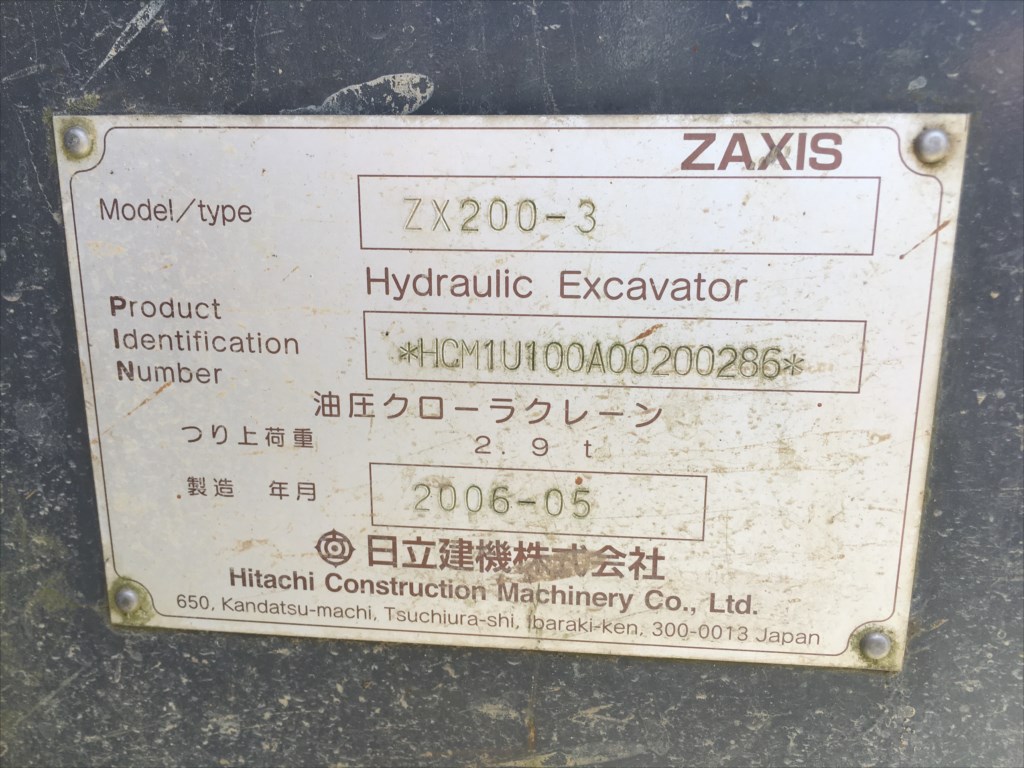 ZAXIS
Model/type ZX200-3
Hydraulic Excavator
Product
Identification *HCM1U100A00200286*
Number
油圧クローラクレーン
つり上荷重 2.9 t
製造 年月 2006-05
日立建機株式会社
Hitachi Construction Machinery Co., Ltd.
650, Kandatsu-machi, Tsuchiura-shi, Ibaraki-ken, 300-0013 Japan